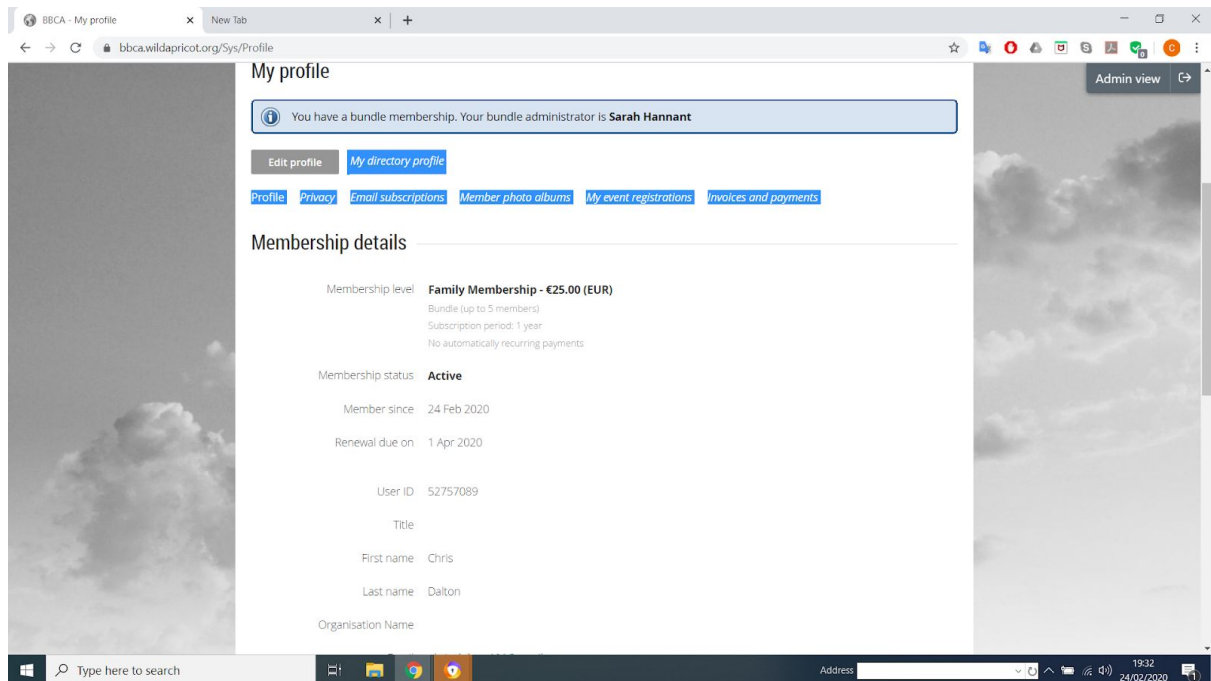 BBCA - My profile
New Tab
bbca.wildapricot.org/Sys/Profile
My profile
Admin view
You have a bundle membership. Your bundle administrator is Sarah Hannant
Edit profile My directory profile
Profile Privacy Email subscriptions Member photo albums My event registrations Invoices and payments
Membership details
Membership level Family Membership - €25.00 (EUR)
Bundle (up to 5 members)
Subscription period: 1 year
No automatically recurring payments
Membership status Active
Member since 24 Feb 2020
Renewal due on 1 Apr 2020
User ID 52757089
Title
First name Chris
Last name Dalton
Organisation Name
Type here to search
Address
19:32
24/02/2020